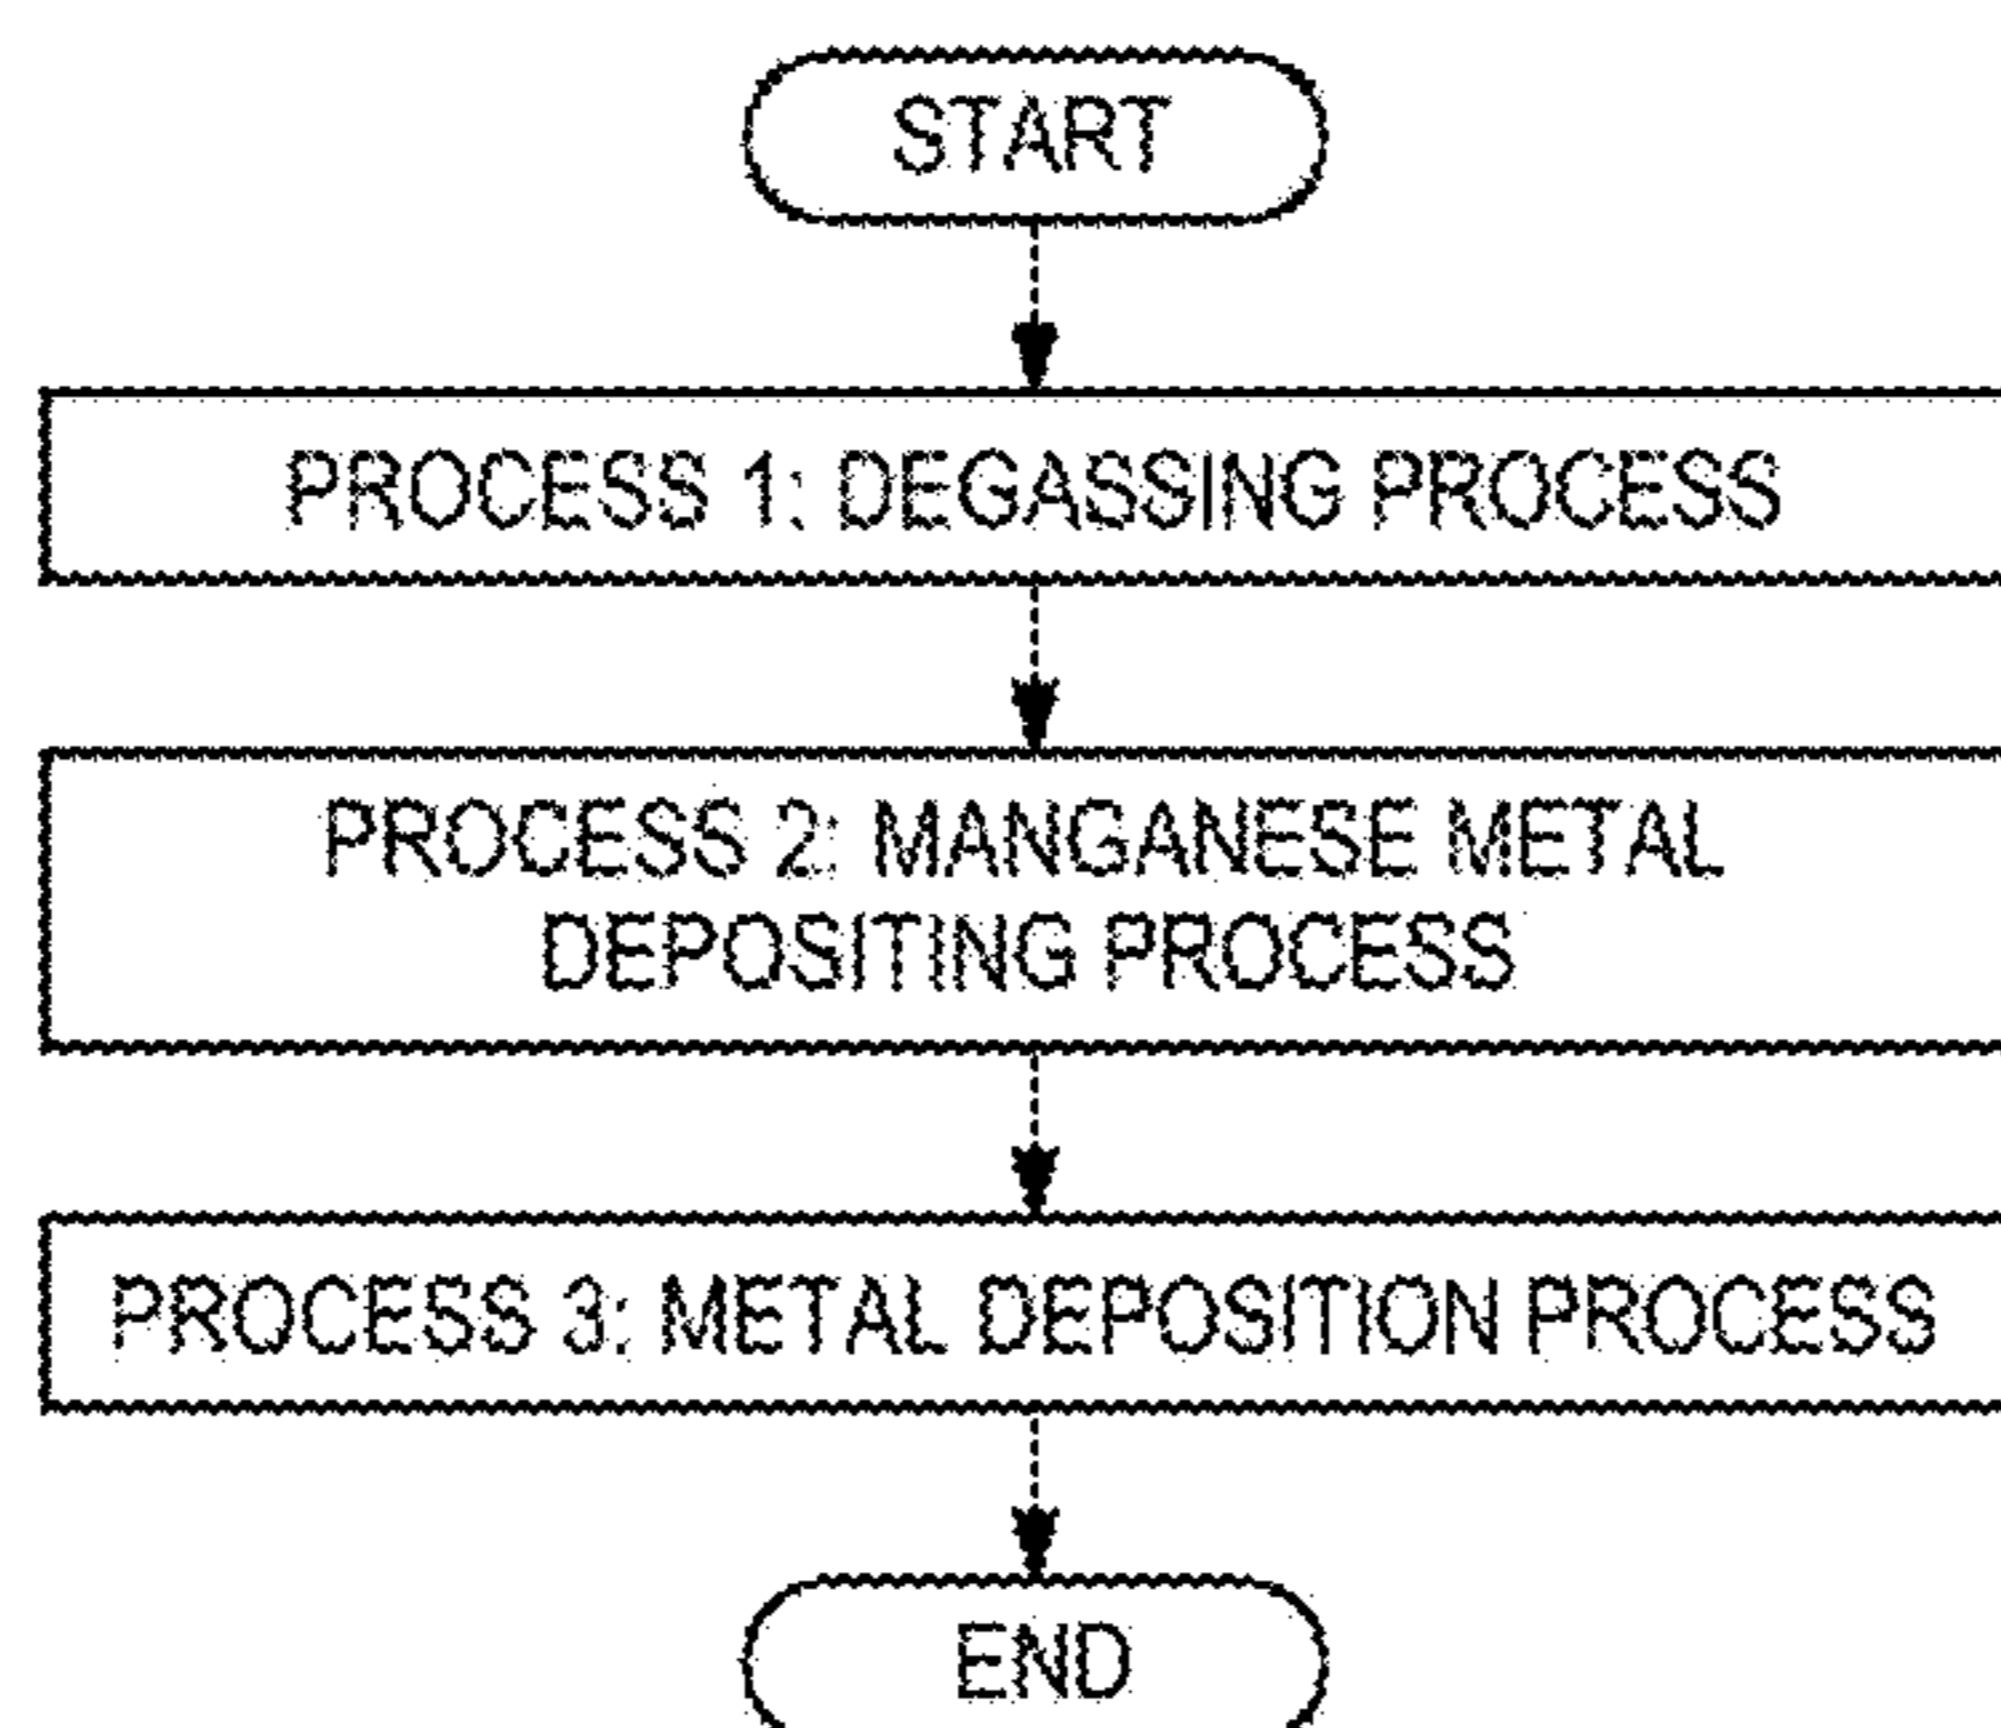 START
PROCESS 1: DEGASSING PROCESS
PROCESS 2: MANGANESE METAL
DEPOSITING PROCESS
PROCESS 3: METAL DEPOSITION PROCESS
END